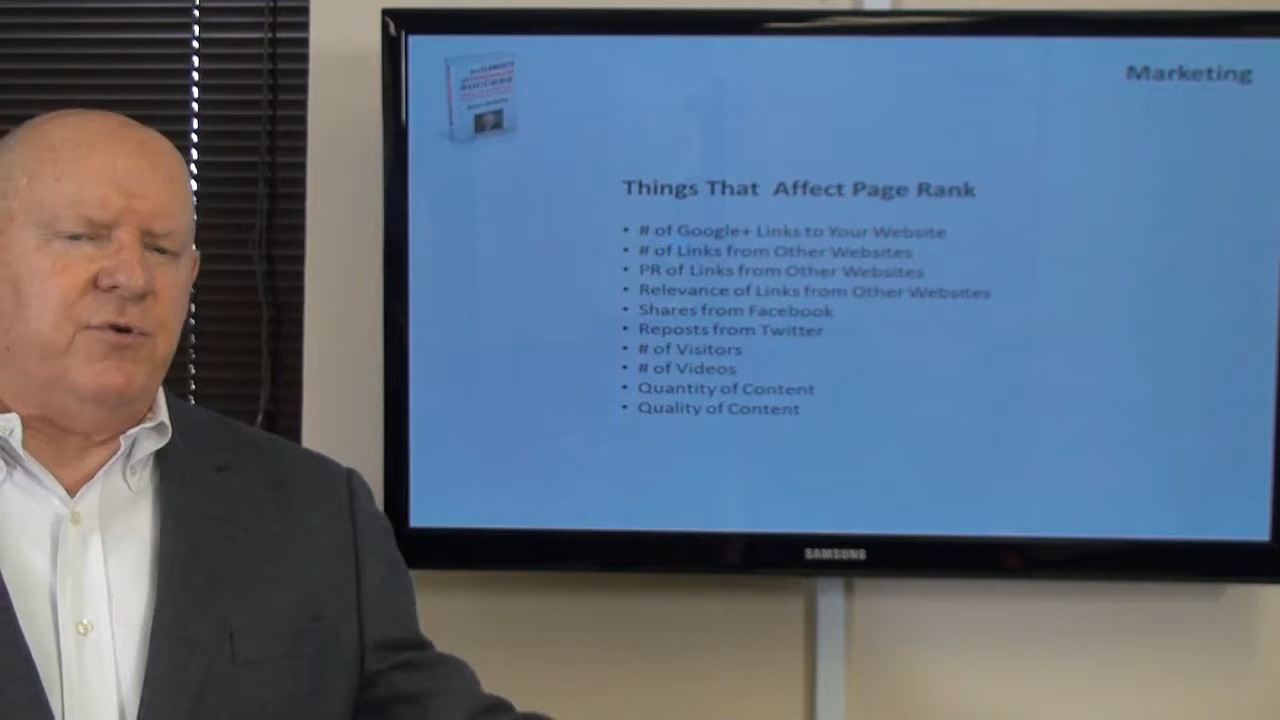 SUCCESS
Marketing
Things That Affect Page Rank
• # of Google+ Links to Your Website
• # of Links from Other Websites
• PR of Links from Other Websites
• Relevance of Links from Other Websites
• Shares from Facebook
• Reposts from Twitter
• # of Visitors
• # of Videos
• Quantity of Content
• Quality of Content
SAMSUNG